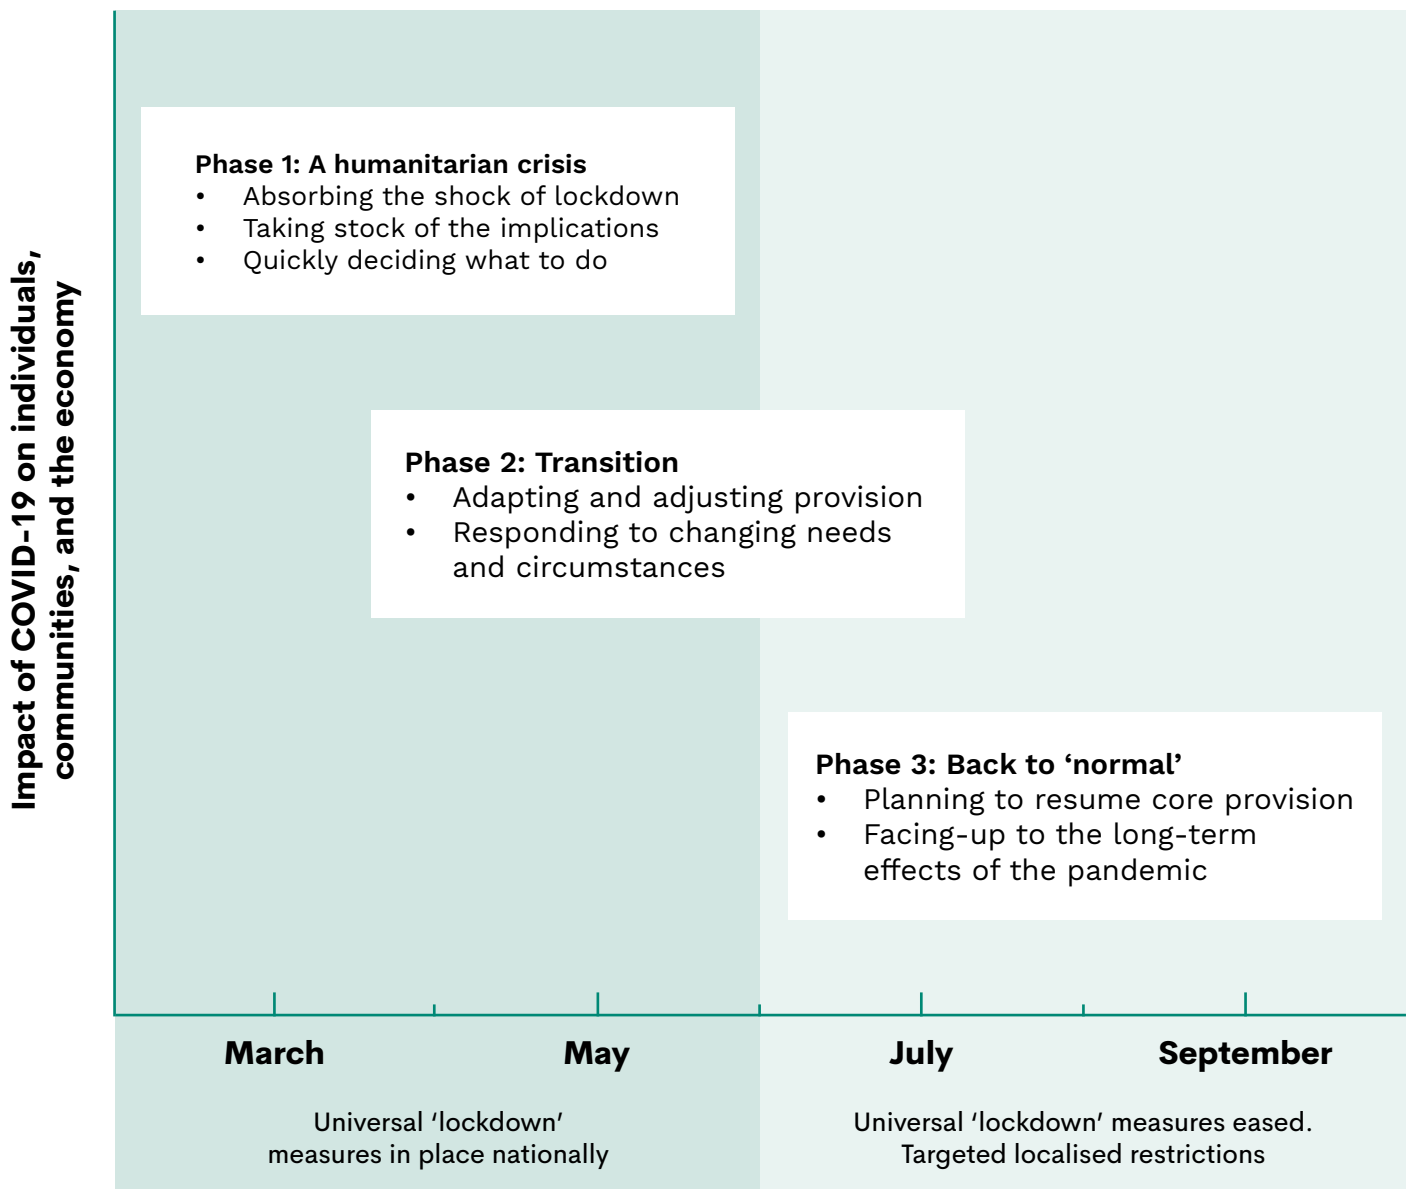 Impact of COVID-19 on individuals,
communities, and the economy
Phase 1: A humanitarian crisis
• Absorbing the shock of lockdown
• Taking stock of the implications
• Quickly deciding what to do
Phase 2: Transition
• Adapting and adjusting provision
• Responding to changing needs
and circumstances
Phase 3: Back to ‘normal’
• Planning to resume core provision
• Facing-up to the long-term
effects of the pandemic
March May July September
Universal ‘lockdown’
measures in place nationally
Universal ‘lockdown’ measures eased.
Targeted localised restrictions